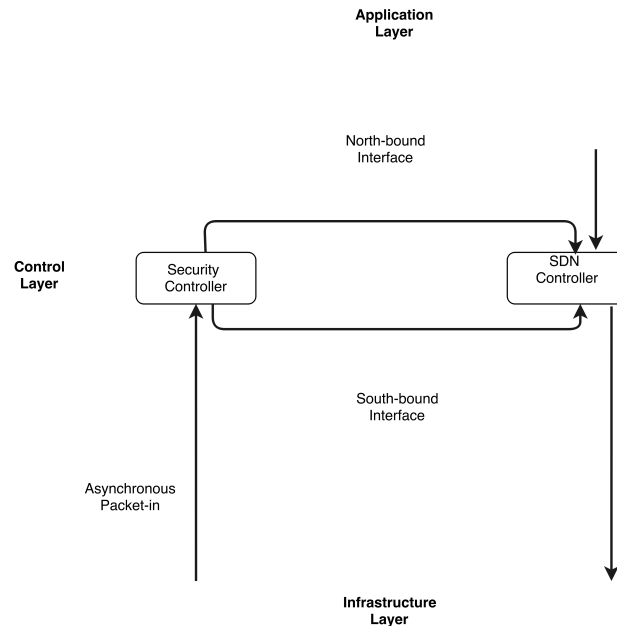 Application
Layer
North-bound
Interface
Control
Layer
Security
Controller
SDN
Controller
South-bound
Interface
Asynchronous
Packet-in
Infrastructure
Layer